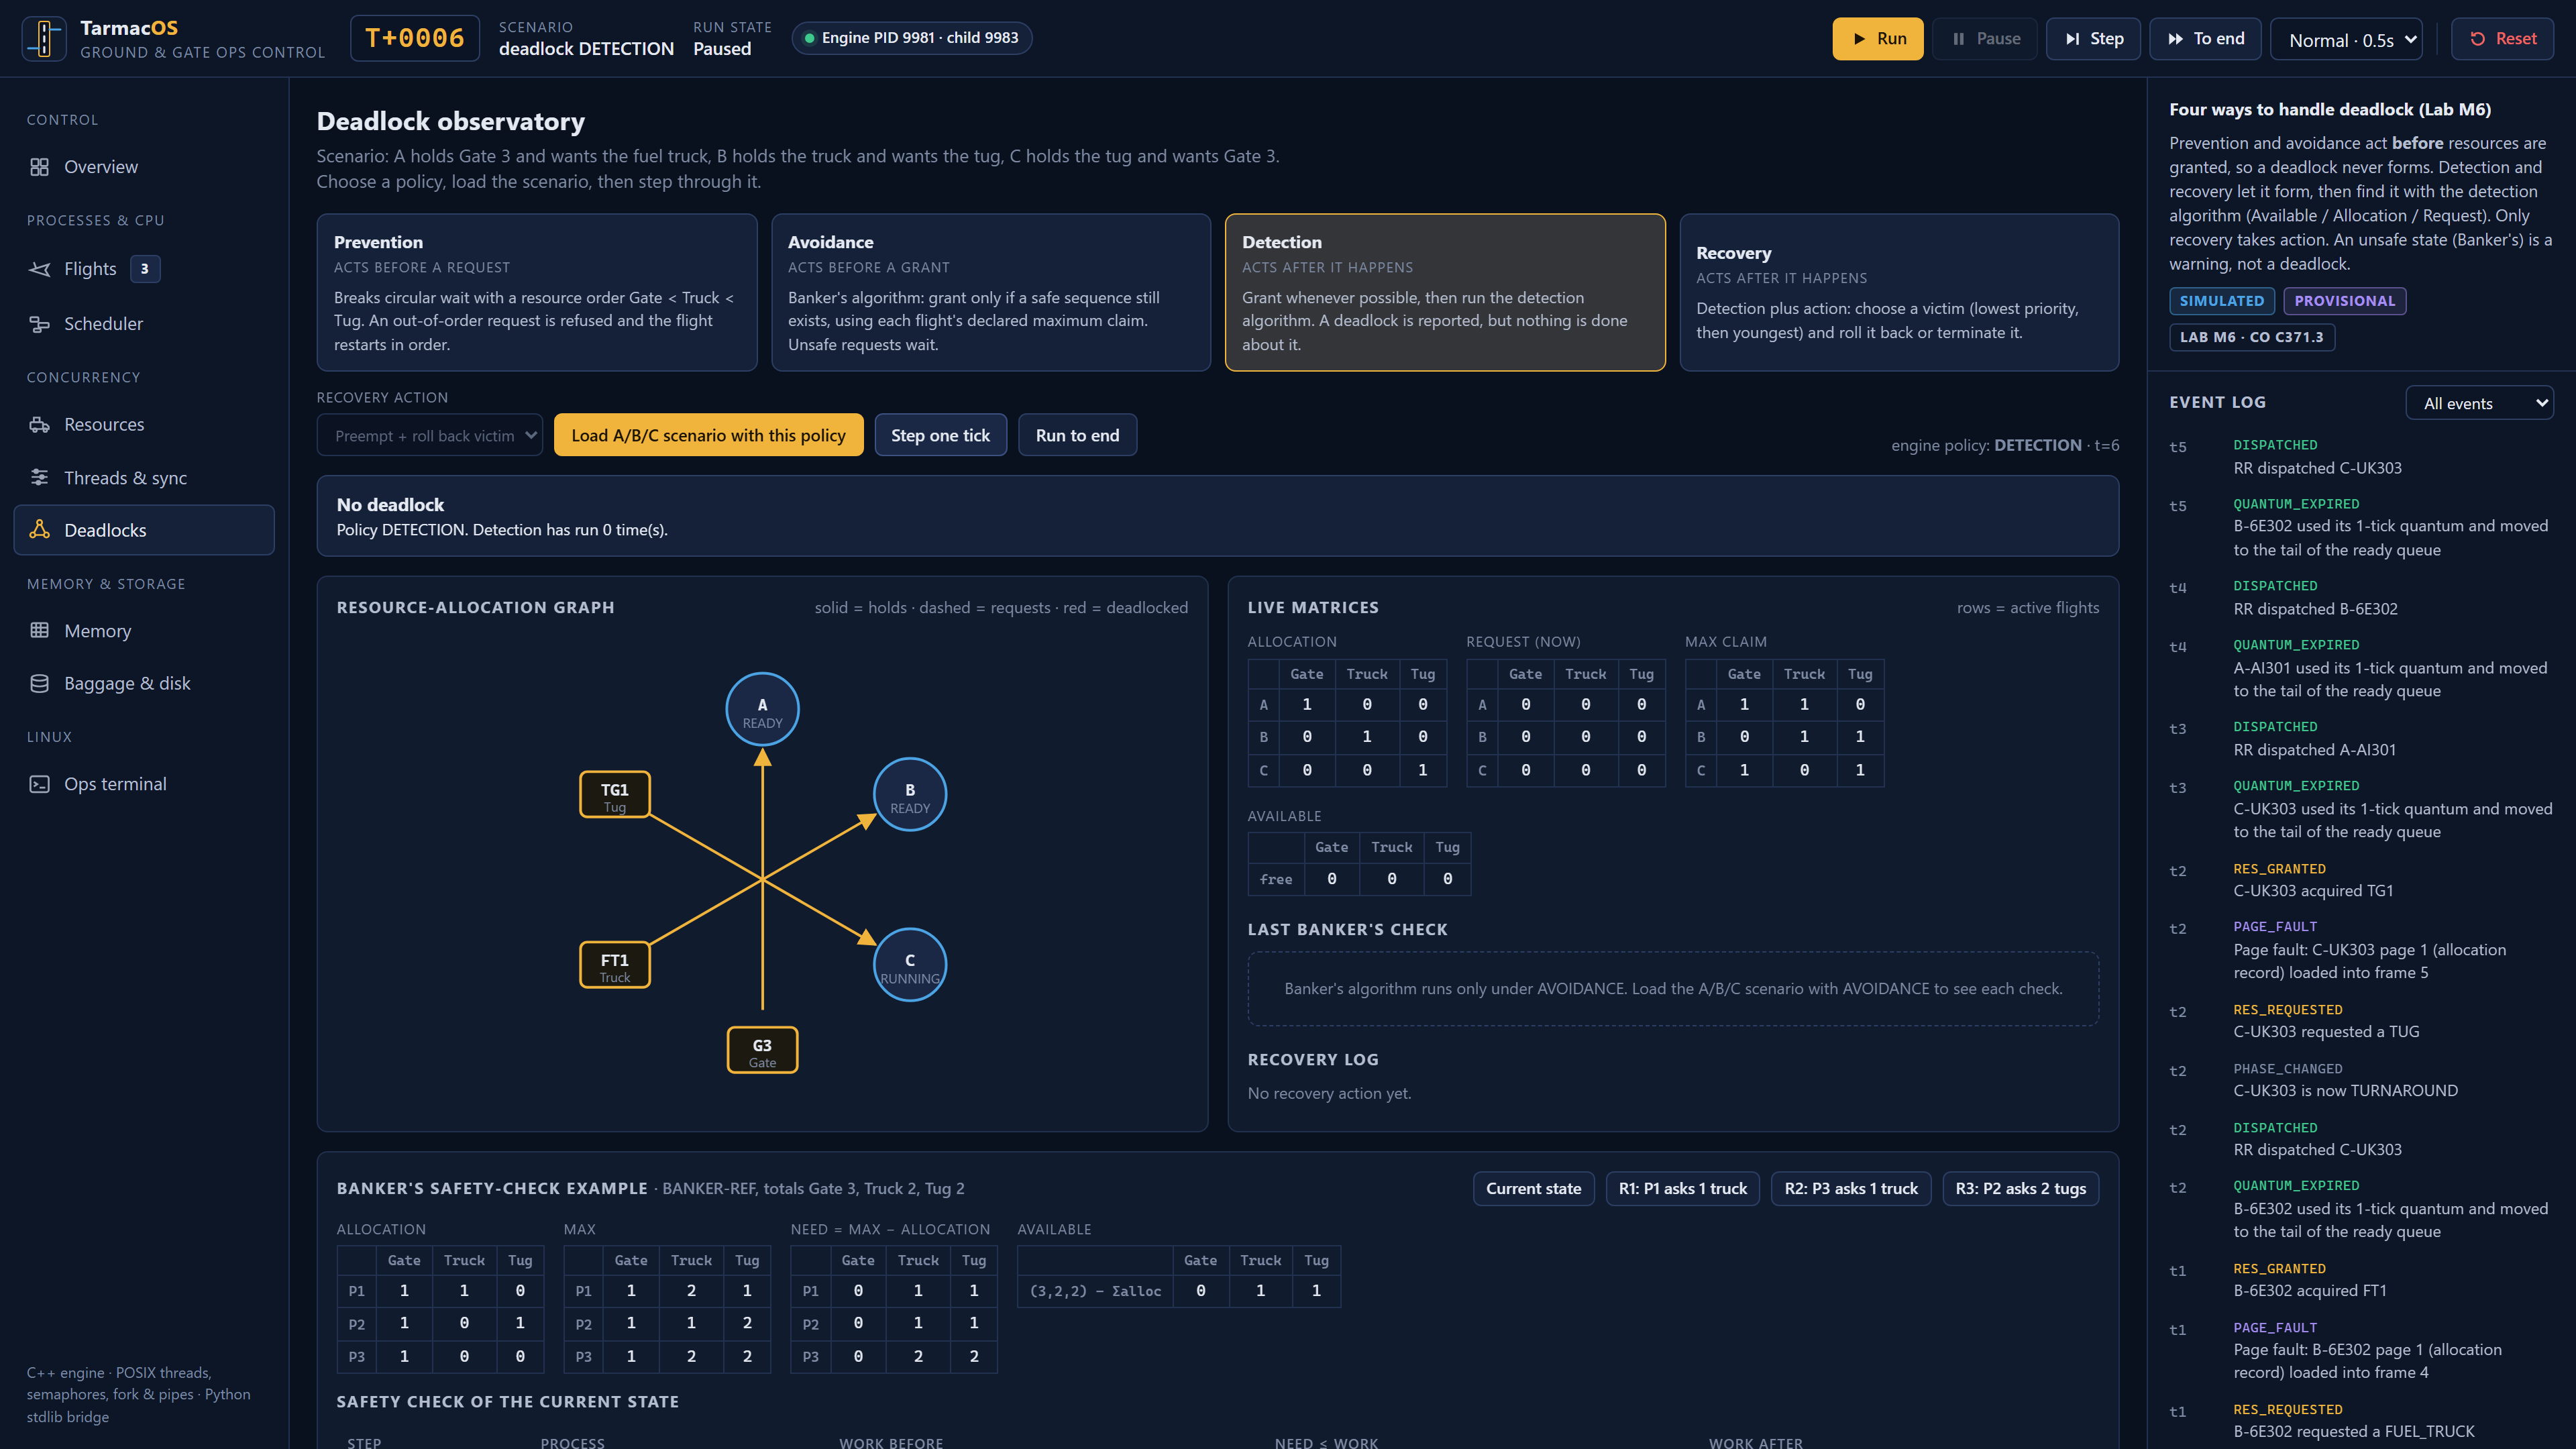 TarmacOS
GROUND & GATE OPS CONTROL
T+0006
SCENARIO
deadlock DETECTION
RUN STATE
Paused
Engine PID 9981 · child 9983
Run
Pause
Step
To end
Normal · 0.5s
Reset
CONTROL
Overview
PROCESSES & CPU
Flights 3
Scheduler
CONCURRENCY
Resources
Threads & sync
Deadlocks
MEMORY & STORAGE
Memory
Baggage & disk
LINUX
Ops terminal
C++ engine · POSIX threads,
semaphores, fork & pipes · Python
stdlib bridge
Deadlock observatory
Scenario: A holds Gate 3 and wants the fuel truck, B holds the truck and wants the tug, C holds the tug and wants Gate 3.
Choose a policy, load the scenario, then step through it.
Prevention
ACTS BEFORE A REQUEST
Breaks circular wait with a resource order Gate < Truck <
Tug. An out-of-order request is refused and the flight
restarts in order.
Avoidance
ACTS BEFORE A GRANT
Banker's algorithm: grant only if a safe sequence still
exists, using each flight's declared maximum claim.
Unsafe requests wait.
Detection
ACTS AFTER IT HAPPENS
Grant whenever possible, then run the detection
algorithm. A deadlock is reported, but nothing is done
about it.
Recovery
ACTS AFTER IT HAPPENS
Detection plus action: choose a victim (lowest priority,
then youngest) and roll it back or terminate it.
RECOVERY ACTION
Preempt + roll back victim
Load A/B/C scenario with this policy
Step one tick
Run to end
engine policy: DETECTION · t=6
No deadlock
Policy DETECTION. Detection has run 0 time(s).
RESOURCE-ALLOCATION GRAPH
solid = holds · dashed = requests · red = deadlocked
A
READY
TG1
Tug
B
READY
FT1
Truck
C
RUNNING
G3
Gate
LIVE MATRICES
rows = active flights
ALLOCATION
Gate Truck Tug
A 1 0 0
B 0 1 0
C 0 0 1
REQUEST (NOW)
Gate Truck Tug
A 0 0 0
B 0 0 0
C 0 0 0
MAX CLAIM
Gate Truck Tug
A 1 1 0
B 0 1 1
C 1 0 1
AVAILABLE
Gate Truck Tug
free 0 0 0
LAST BANKER'S CHECK
Banker's algorithm runs only under AVOIDANCE. Load the A/B/C scenario with AVOIDANCE to see each check.
RECOVERY LOG
No recovery action yet.
BANKER'S SAFETY-CHECK EXAMPLE · BANKER-REF, totals Gate 3, Truck 2, Tug 2
Current state
R1: P1 asks 1 truck
R2: P3 asks 1 truck
R3: P2 asks 2 tugs
ALLOCATION
Gate Truck Tug
P1 1 1 0
P2 1 0 1
P3 1 0 0
MAX
Gate Truck Tug
P1 1 2 1
P2 1 1 2
P3 1 2 2
NEED = MAX − ALLOCATION
Gate Truck Tug
P1 0 1 1
P2 0 1 1
P3 0 2 2
AVAILABLE
Gate Truck Tug
(3,2,2) − Σalloc 0 1 1
SAFETY CHECK OF THE CURRENT STATE
STEP PROCESS WORK BEFORE NEED ≤ WORK WORK AFTER
Four ways to handle deadlock (Lab M6)
Prevention and avoidance act before resources are
granted, so a deadlock never forms. Detection and
recovery let it form, then find it with the detection
algorithm (Available / Allocation / Request). Only
recovery takes action. An unsafe state (Banker's) is a
warning, not a deadlock.
SIMULATED
PROVISIONAL
LAB M6 · CO C371.3
EVENT LOG
All events
t5 DISPATCHED
RR dispatched C-UK303
t5 QUANTUM_EXPIRED
B-6E302 used its 1-tick quantum and moved
to the tail of the ready queue
t4 DISPATCHED
RR dispatched B-6E302
t4 QUANTUM_EXPIRED
A-AI301 used its 1-tick quantum and moved
to the tail of the ready queue
t3 DISPATCHED
RR dispatched A-AI301
t3 QUANTUM_EXPIRED
C-UK303 used its 1-tick quantum and moved
to the tail of the ready queue
t2 RES_GRANTED
C-UK303 acquired TG1
t2 PAGE_FAULT
Page fault: C-UK303 page 1 (allocation
record) loaded into frame 5
t2 RES_REQUESTED
C-UK303 requested a TUG
t2 PHASE_CHANGED
C-UK303 is now TURNAROUND
t2 DISPATCHED
RR dispatched C-UK303
t2 QUANTUM_EXPIRED
B-6E302 used its 1-tick quantum and moved
to the tail of the ready queue
t1 RES_GRANTED
B-6E302 acquired FT1
t1 PAGE_FAULT
Page fault: B-6E302 page 1 (allocation
record) loaded into frame 4
t1 RES_REQUESTED
B-6E302 requested a FUEL_TRUCK